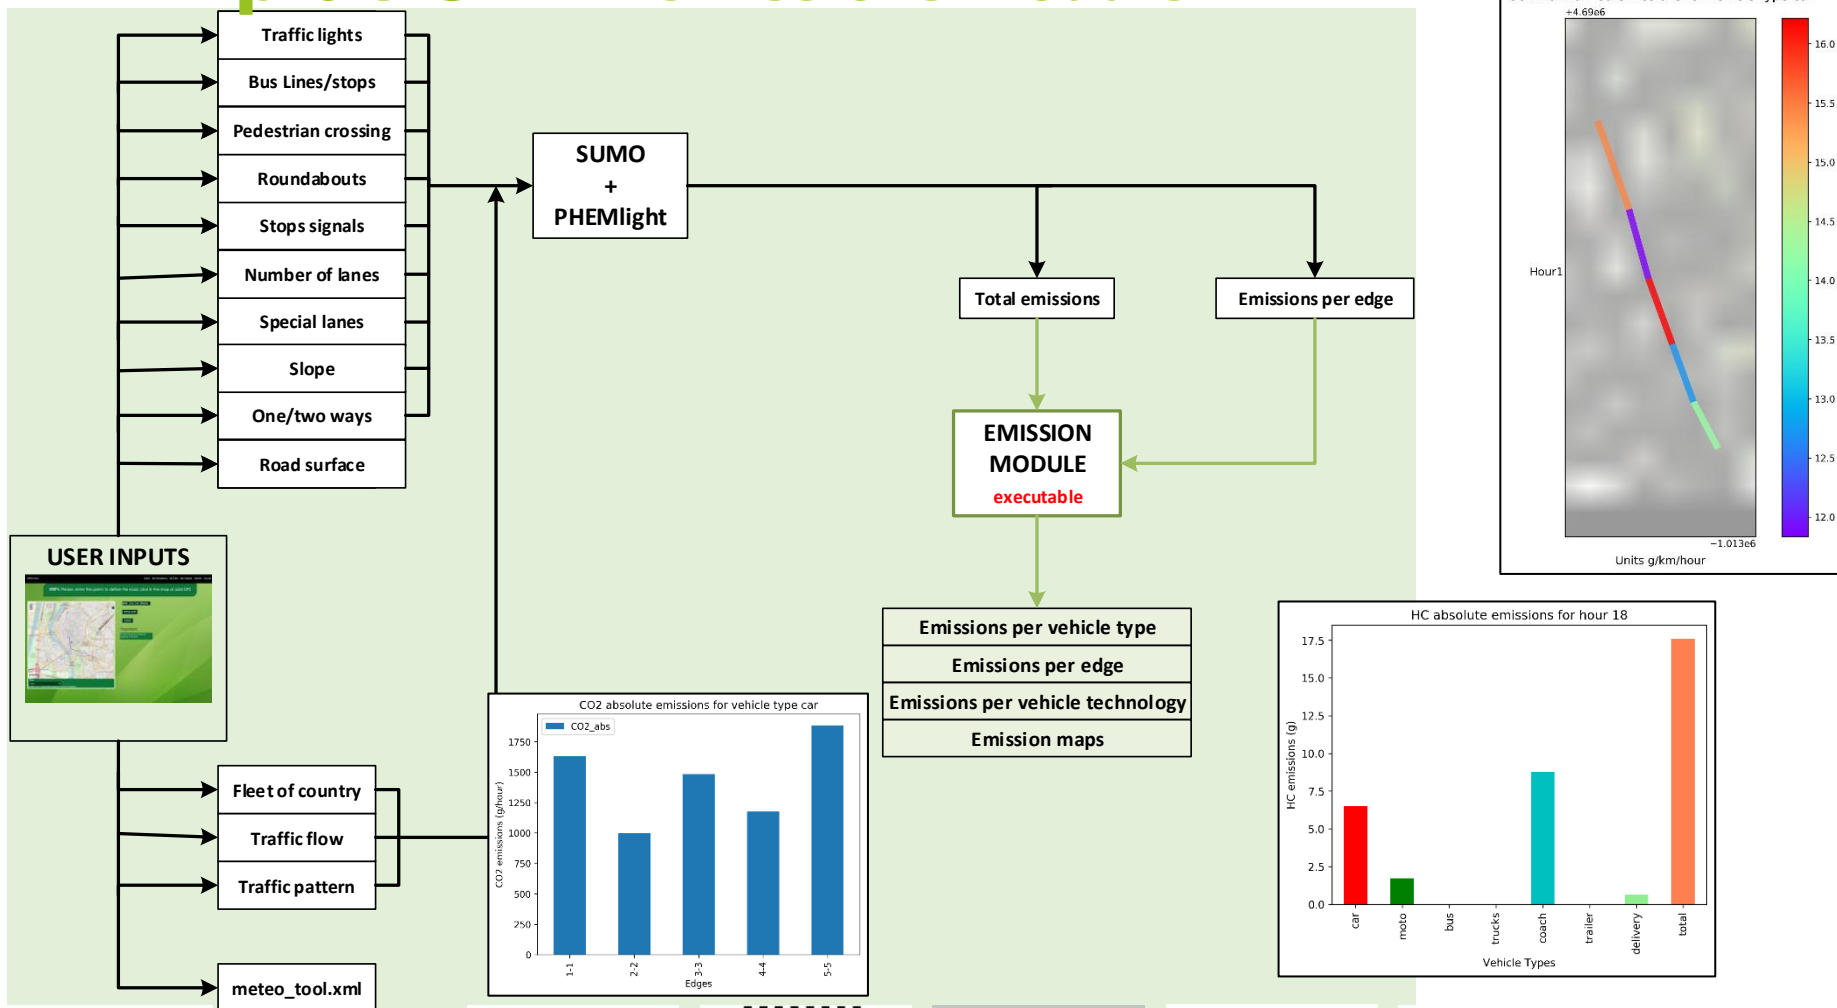 Traffic lights
Bus Lines/stops
Pedestrian crossing
Roundabouts
Stops signals
Number of lanes
Special lanes
Slope
One/two ways
Road surface
SUMO
+
PHEMlight
Total emissions
Emissions per edge
EMISSION
MODULE
executable
Emissions per vehicle type
Emissions per edge
Emissions per vehicle technology
Emission maps
USER INPUTS
Fleet of country
Traffic flow
Traffic pattern
meteo_tool.xml
CO2 absolute emissions for vehicle type car
CO2_abs
CO2 emissions (g/hour)
1750
1500
1250
1000
750
500
250
0
1-1
2-2
3-3
4-4
5-5
Edges
+4.69e6
Hour1
−1.013e6
Units g/km/hour
16.0
15.5
15.0
14.5
14.0
13.5
13.0
12.5
12.0
HC absolute emissions for hour 18
HC emissions (g)
17.5
15.0
12.5
10.0
7.5
5.0
2.5
0.0
car
moto
bus
trucks
coach
trailer
delivery
total
Vehicle Types